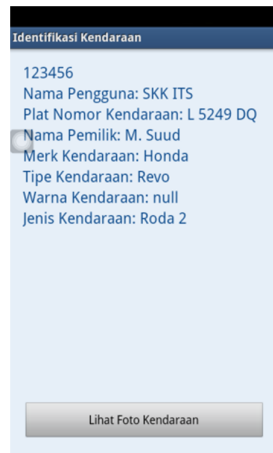 Identifikasi Kendaraan
123456
Nama Pengguna: SKK ITS
Plat Nomor Kendaraan: L 5249 DQ
Nama Pemilik: M. Suud
Merk Kendaraan: Honda
Tipe Kendaraan: Revo
Warna Kendaraan: null
Jenis Kendaraan: Roda 2
Lihat Foto Kendaraan